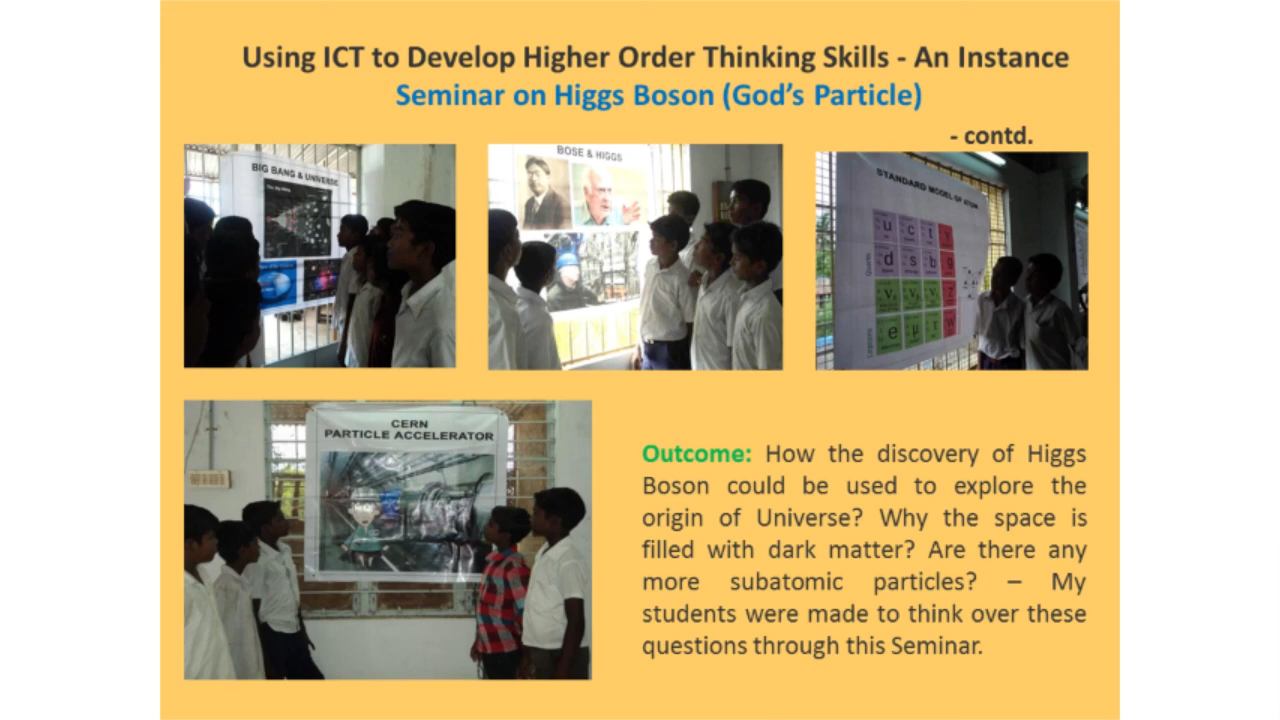 Using ICT to Develop Higher Order Thinking Skills - An Instance
Seminar on Higgs Boson (God's Particle)
- contd.
BIG BANG & UNIVERSE
BOSE & HIGGS
STANDARD MODEL OF ATOM
u c t γ
d s b g
Quarks
ν ν ν Z
e μ τ W
Leptons
CERN
PARTICLE ACCELERATOR
Outcome: How the discovery of Higgs
Boson could be used to explore the
origin of Universe? Why the space is
filled with dark matter? Are there any
more subatomic particles? – My
students were made to think over these
questions through this Seminar.